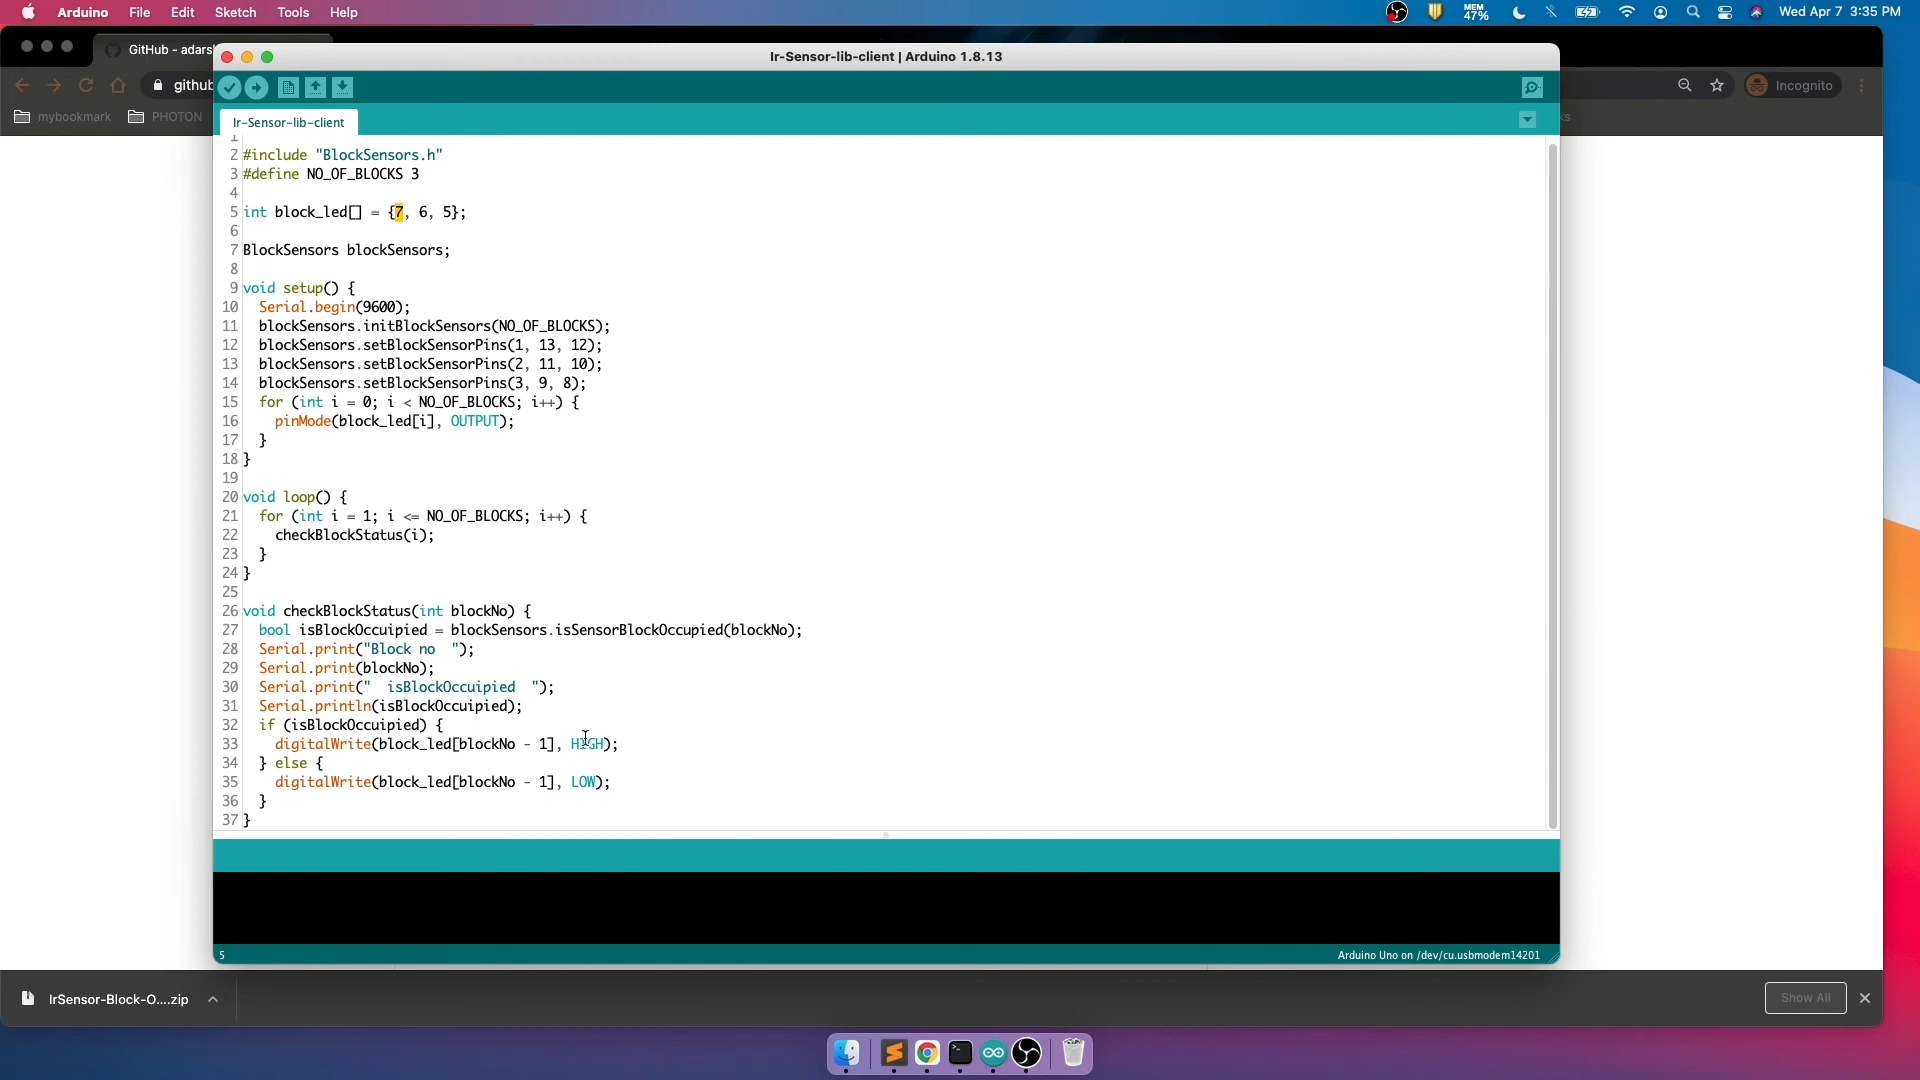 Arduino File Edit Sketch Tools Help
MEM 47% Wed Apr 7 3:35 PM
GitHub - adars
Ir-Sensor-lib-client | Arduino 1.8.13
github
Incognito
mybookmark PHOTON
Ir-Sensor-lib-client
ks
1
2 #include "BlockSensors.h"
3 #define NO_OF_BLOCKS 3
4
5 int block_led[] = {7, 6, 5};
6
7 BlockSensors blockSensors;
8
9 void setup() {
10 Serial.begin(9600);
11 blockSensors.initBlockSensors(NO_OF_BLOCKS);
12 blockSensors.setBlockSensorPins(1, 13, 12);
13 blockSensors.setBlockSensorPins(2, 11, 10);
14 blockSensors.setBlockSensorPins(3, 9, 8);
15 for (int i = 0; i < NO_OF_BLOCKS; i++) {
16 pinMode(block_led[i], OUTPUT);
17 }
18 }
19
20 void loop() {
21 for (int i = 1; i <= NO_OF_BLOCKS; i++) {
22 checkBlockStatus(i);
23 }
24 }
25
26 void checkBlockStatus(int blockNo) {
27 bool isBlockOccuipied = blockSensors.isSensorBlockOccupied(blockNo);
28 Serial.print("Block no  ");
29 Serial.print(blockNo);
30 Serial.print("  isBlockOccuipied  ");
31 Serial.println(isBlockOccuipied);
32 if (isBlockOccuipied) {
33 digitalWrite(block_led[blockNo - 1], HIGH);
34 } else {
35 digitalWrite(block_led[blockNo - 1], LOW);
36 }
37 }
5 Arduino Uno on /dev/cu.usbmodem14201
IrSensor-Block-O....zip
Show All